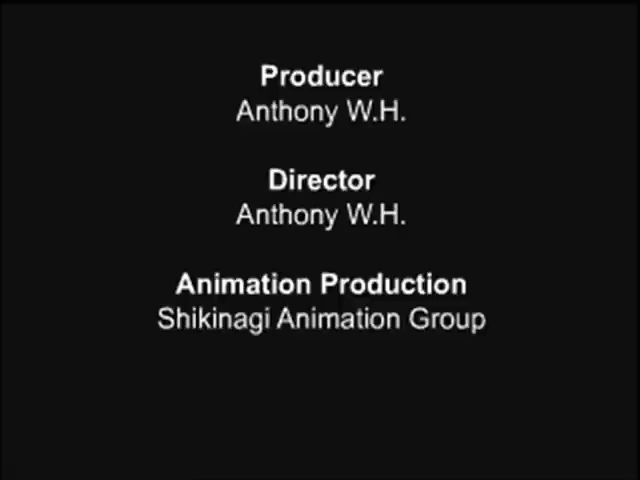 Producer
Anthony W.H.
Director
Anthony W.H.
Animation Production
Shikinagi Animation Group